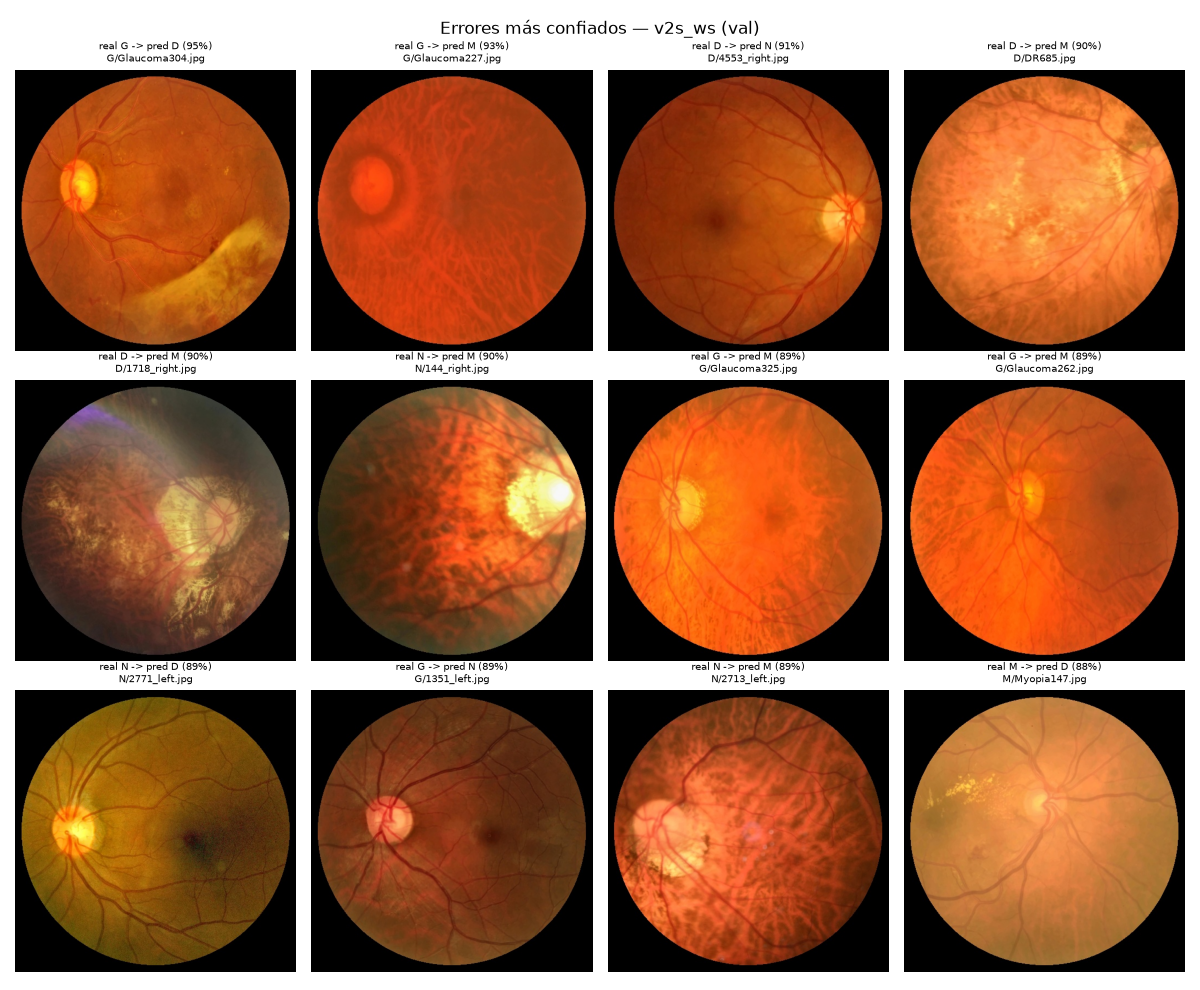 Errores más confiados — v2s_ws (val)
real G -> pred D (95%)
G/Glaucoma304.jpg
real G -> pred M (93%)
G/Glaucoma227.jpg
real D -> pred N (91%)
D/4553_right.jpg
real D -> pred M (90%)
D/DR685.jpg
real D -> pred M (90%)
D/1718_right.jpg
real N -> pred M (90%)
N/144_right.jpg
real G -> pred M (89%)
G/Glaucoma325.jpg
real G -> pred M (89%)
G/Glaucoma262.jpg
real N -> pred D (89%)
N/2771_left.jpg
real G -> pred N (89%)
G/1351_left.jpg
real N -> pred M (89%)
N/2713_left.jpg
real M -> pred D (88%)
M/Myopia147.jpg